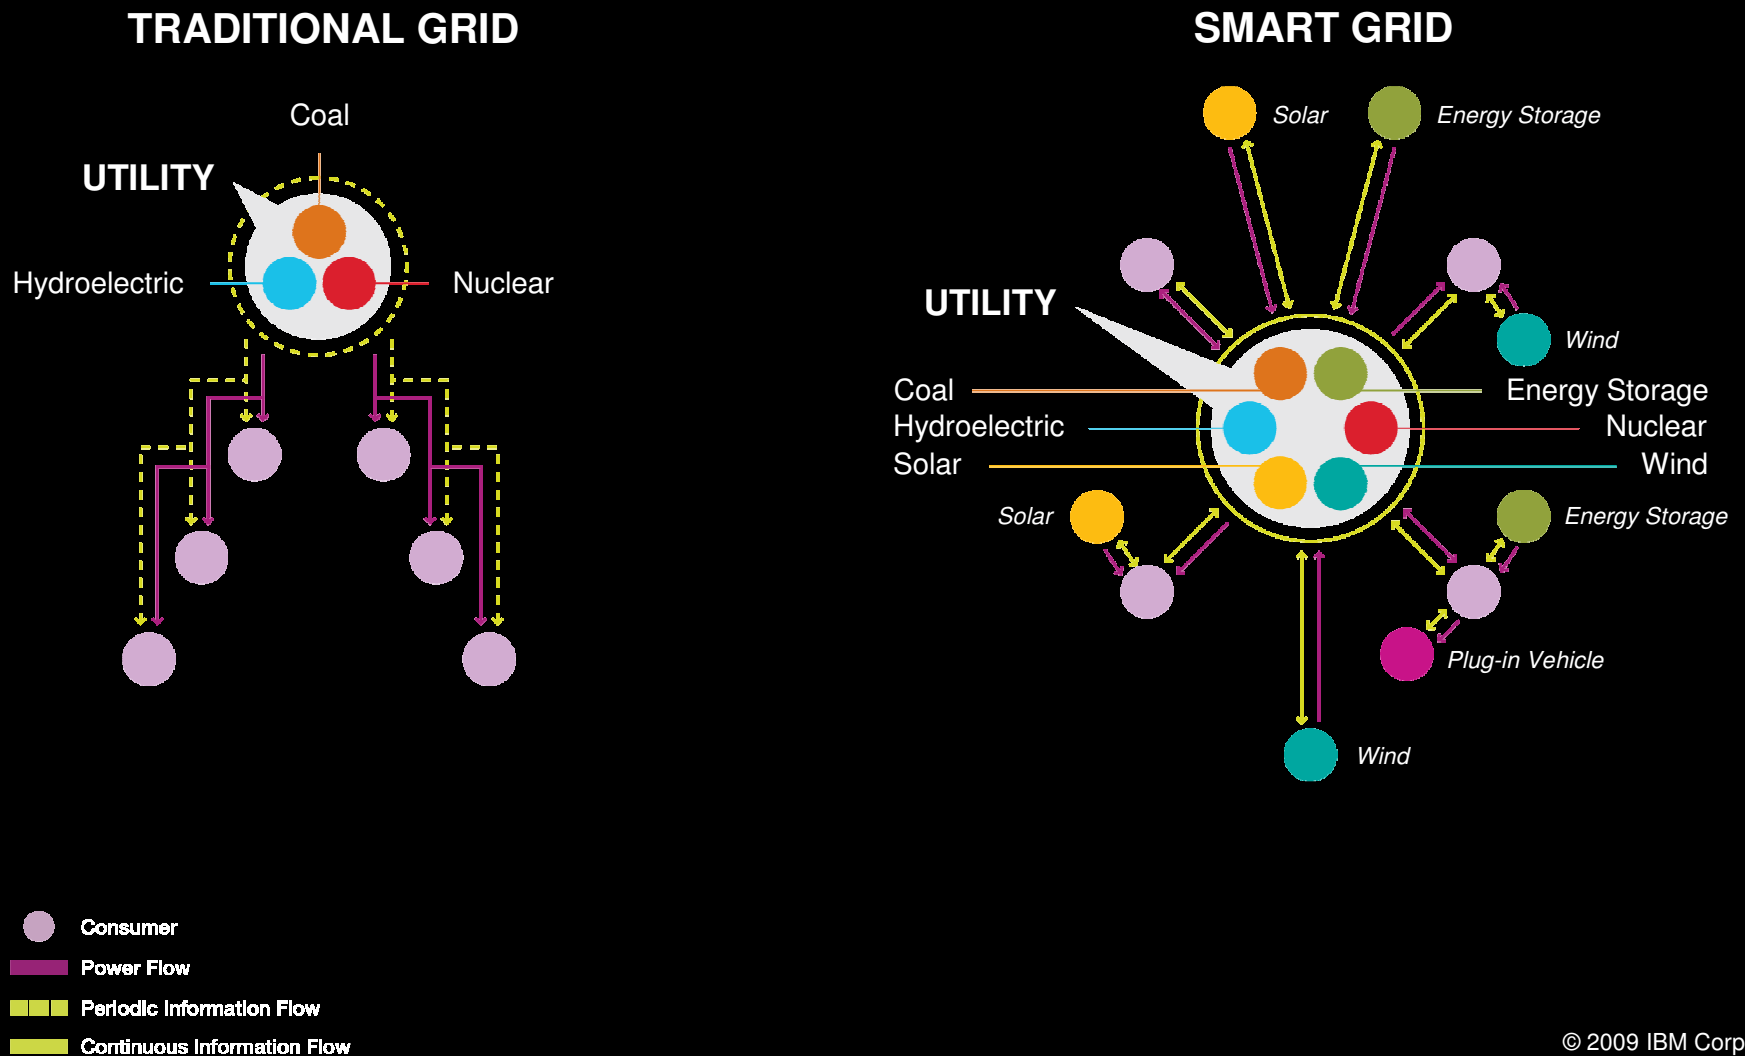 TRADITIONAL GRID
Coal
UTILITY
Hydroelectric
Nuclear
SMART GRID
Solar
Energy Storage
UTILITY
Wind
Coal
Energy Storage
Hydroelectric
Nuclear
Solar
Wind
Solar
Energy Storage
Plug-in Vehicle
Wind
Consumer
Power Flow
Periodic Information Flow
Continuous Information Flow
© 2009 IBM Corp